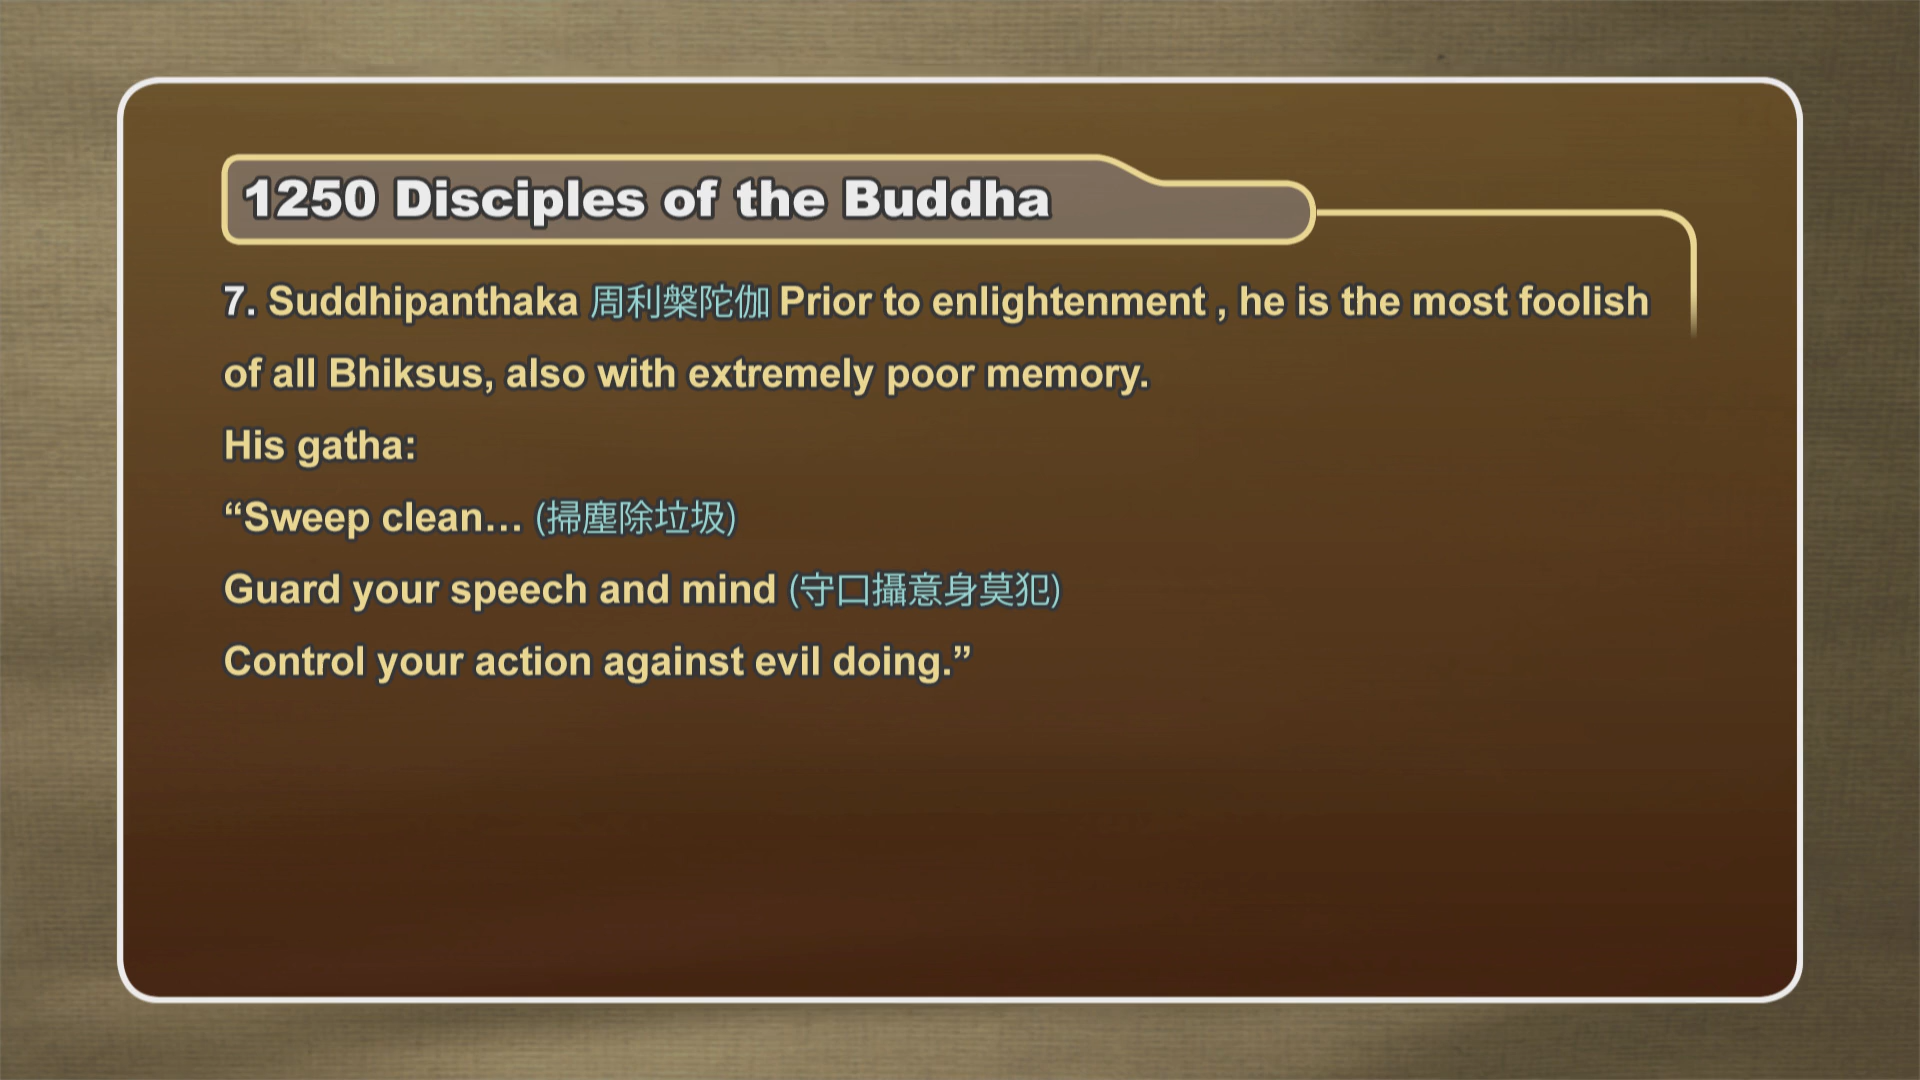 1250 Disciples of the Buddha
7. Suddhipanthaka 周利槃陀伽 Prior to enlightenment , he is the most foolish
of all Bhiksus, also with extremely poor memory.
His gatha:
“Sweep clean… (掃塵除垃圾)
Guard your speech and mind (守口攝意身莫犯)
Control your action against evil doing.”